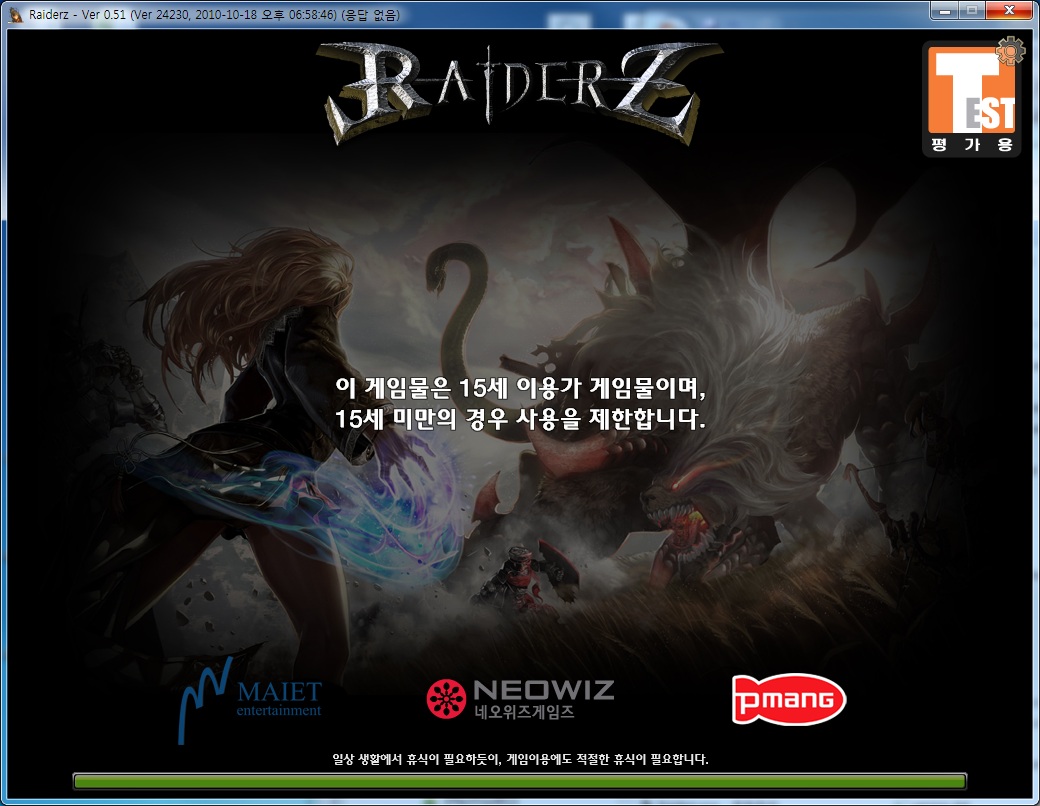 Raiderz - Ver 0.51 (Ver 24230, 2010-10-18 오후 06:58:46) (응답 없음)
RAIDERZ
TEST
평 가 용
이 게임물은 15세 이용가 게임물이며,
15세 미만의 경우 사용을 제한합니다.
MAIET
entertainment
NEOWIZ
네오위즈게임즈
pmang
일상 생활에서 휴식이 필요하듯이, 게임이용에도 적절한 휴식이 필요합니다.